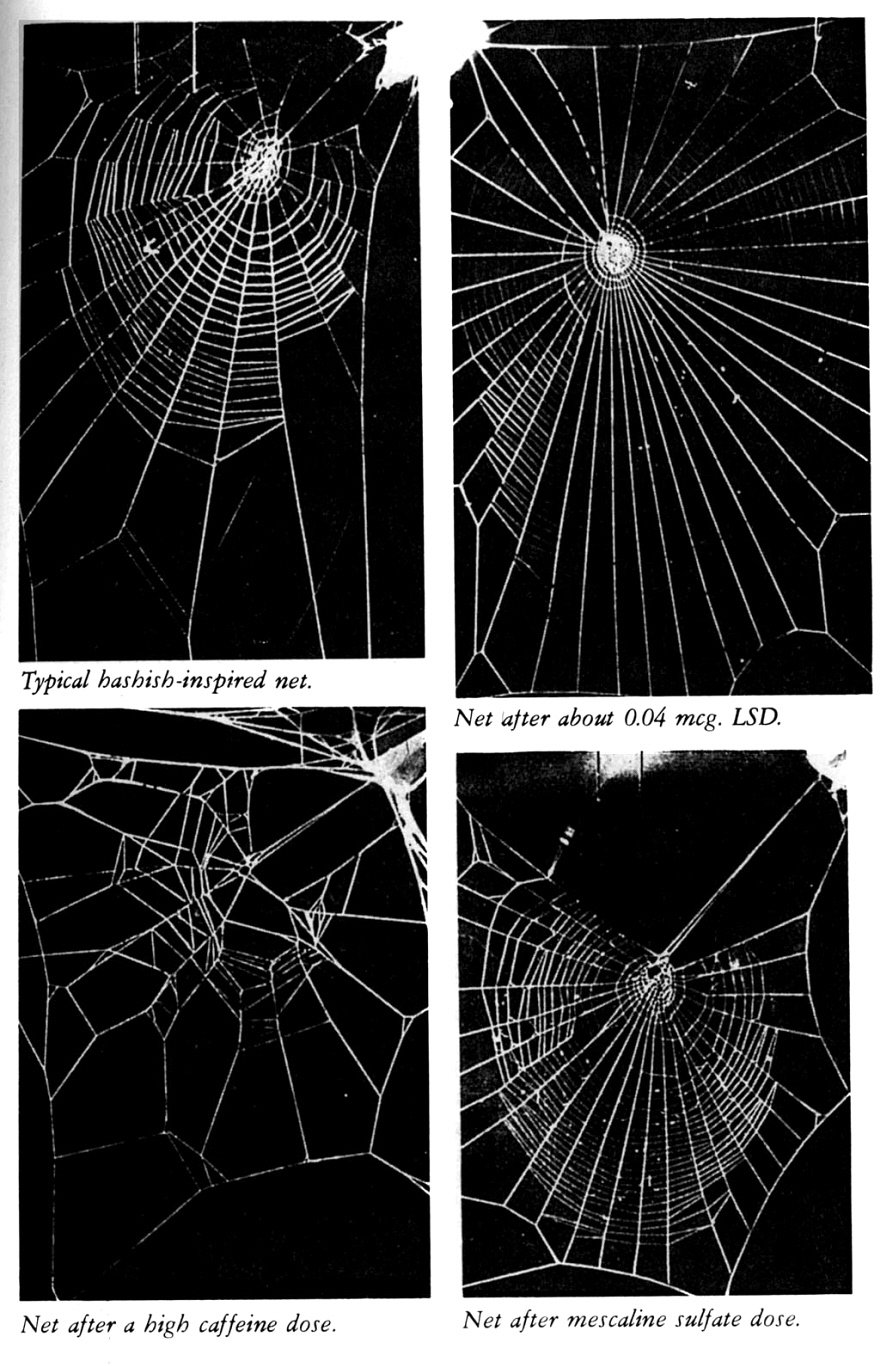 Typical hashish-inspired net.
Net after about 0.04 mcg. LSD.
Net after a high caffeine dose.
Net after mescaline sulfate dose.